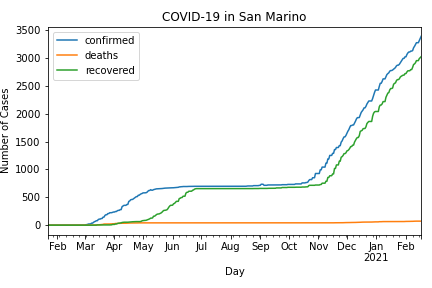 COVID-19 in San Marino
confirmed
deaths
recovered
Number of Cases
3500
3000
2500
2000
1500
1000
500
0
Feb Mar Apr May Jun Jul Aug Sep Oct Nov Dec Jan Feb
2021
Day